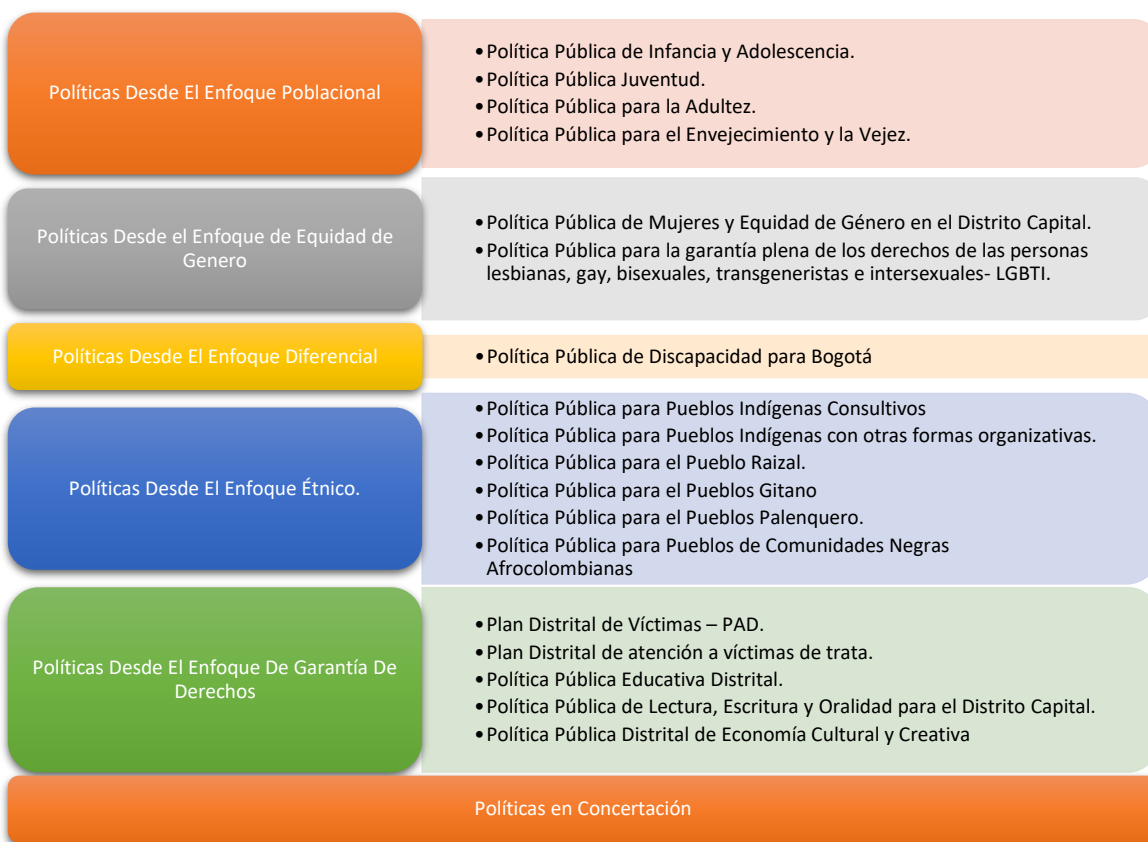 Políticas Desde El Enfoque Poblacional
•Política Pública de Infancia y Adolescencia.
•Política Pública Juventud.
•Política Pública para la Adultez.
•Política Pública para el Envejecimiento y la Vejez.
Políticas Desde el Enfoque de Equidad de
Genero
•Política Pública de Mujeres y Equidad de Género en el Distrito Capital.
•Política Pública para la garantía plena de los derechos de las personas
lesbianas, gay, bisexuales, transgeneristas e intersexuales- LGBTI.
Políticas Desde El Enfoque Diferencial
•Política Pública de Discapacidad para Bogotá
Políticas Desde El Enfoque Étnico.
•Política Pública para Pueblos Indígenas Consultivos
•Política Pública para Pueblos Indígenas con otras formas organizativas.
•Política Pública para el Pueblo Raizal.
•Política Pública para el Pueblos Gitano
•Política Pública para el Pueblos Palenquero.
•Política Pública para Pueblos de Comunidades Negras
Afrocolombianas
Políticas Desde El Enfoque De Garantía De
Derechos
•Plan Distrital de Víctimas – PAD.
•Plan Distrital de atención a víctimas de trata.
•Política Pública Educativa Distrital.
•Política Pública de Lectura, Escritura y Oralidad para el Distrito Capital.
•Política Pública Distrital de Economía Cultural y Creativa
Políticas en Concertación